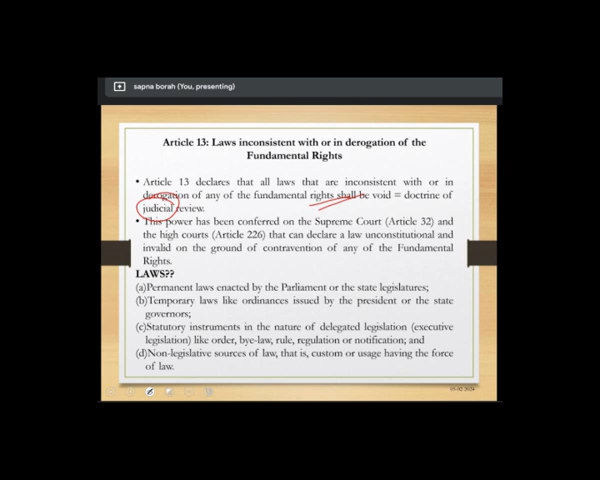 sapna borah (You, presenting)
Article 13: Laws inconsistent with or in derogation of the
Fundamental Rights
• Article 13 declares that all laws that are inconsistent with or in
derogation of any of the fundamental rights shall be void = doctrine of
judicial review.
• This power has been conferred on the Supreme Court (Article 32) and
the high courts (Article 226) that can declare a law unconstitutional and
invalid on the ground of contravention of any of the Fundamental
Rights.
LAWS??
(a)Permanent laws enacted by the Parliament or the state legislatures;
(b)Temporary laws like ordinances issued by the president or the state
governors;
(c)Statutory instruments in the nature of delegated legislation (executive
legislation) like order, bye-law, rule, regulation or notification; and
(d)Non-legislative sources of law, that is, custom or usage having the force
of law.